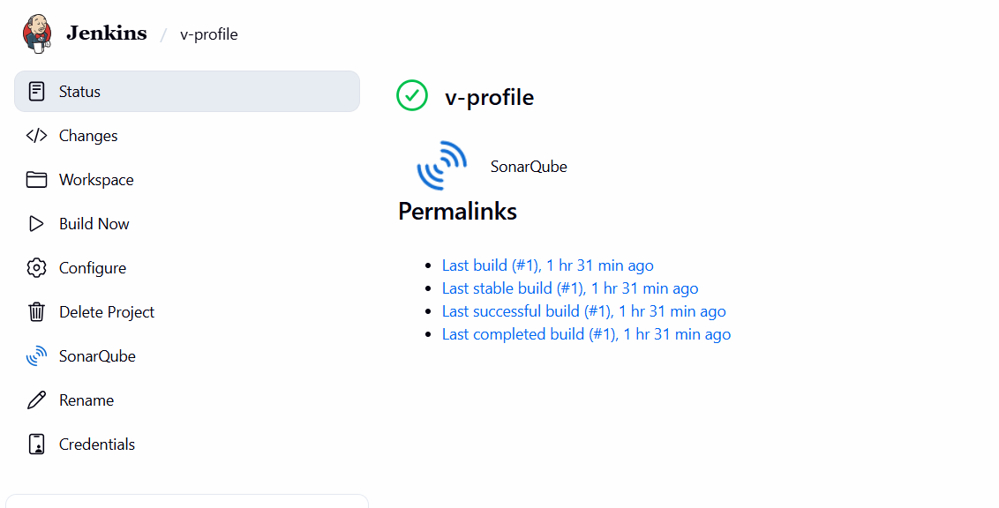 Jenkins / v-profile
Status
Changes
Workspace
Build Now
Configure
Delete Project
SonarQube
Rename
Credentials
v-profile
SonarQube
Permalinks
Last build (#1), 1 hr 31 min ago
Last stable build (#1), 1 hr 31 min ago
Last successful build (#1), 1 hr 31 min ago
Last completed build (#1), 1 hr 31 min ago